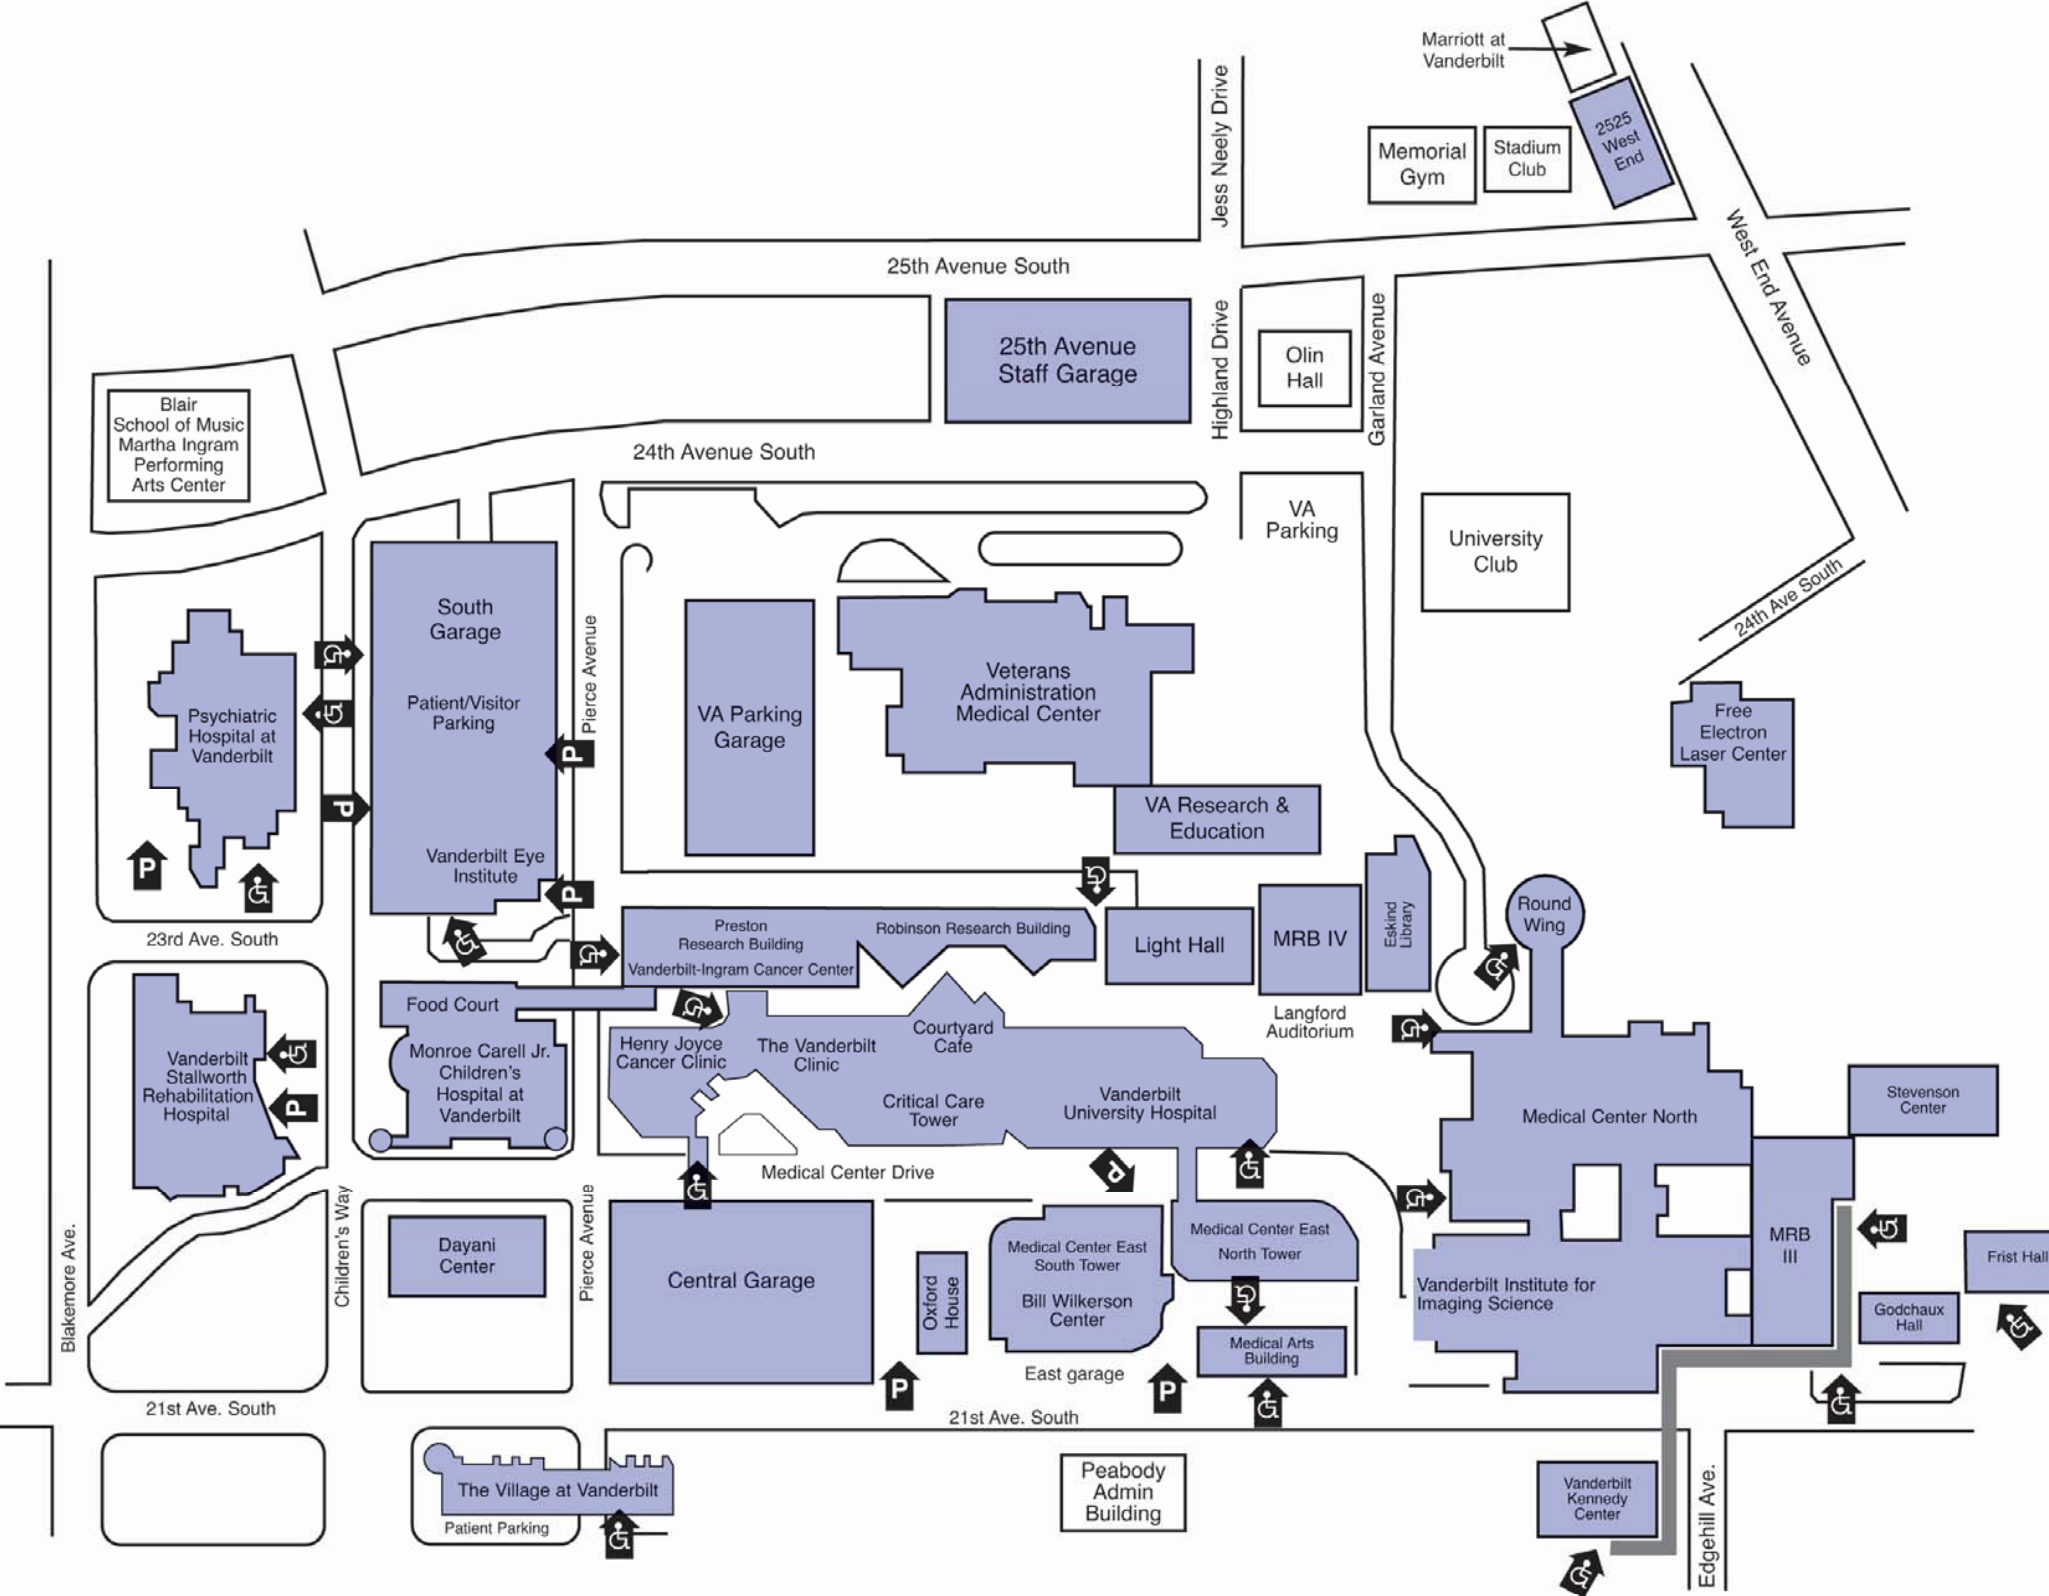 Marriott at
Vanderbilt
2525
West
End
Memorial
Gym
Stadium
Club
Jess Neely Drive
West End Avenue
25th Avenue South
25th Avenue
Staff Garage
Highland Drive
Olin
Hall
Garland Avenue
Blair
School of Music
Martha Ingram
Performing
Arts Center
24th Avenue South
VA
Parking
University
Club
24th Ave South
South
Garage
Patient/Visitor
Parking
Vanderbilt Eye
Institute
Pierce Avenue
Psychiatric
Hospital at
Vanderbilt
P
P
P
P
VA Parking
Garage
Veterans
Administration
Medical Center
VA Research &
Education
Free
Electron
Laser Center
23rd Ave. South
Preston
Research Building
Vanderbilt-Ingram Cancer Center
Robinson Research Building
Light Hall
MRB IV
Eskind
Library
Round
Wing
Langford
Auditorium
Food Court
Monroe Carell Jr.
Children's
Hospital at
Vanderbilt
Vanderbilt
Stallworth
Rehabilitation
Hospital
P
Henry Joyce
Cancer Clinic
The Vanderbilt
Clinic
Courtyard
Cafe
Critical Care
Tower
Vanderbilt
University Hospital
Medical Center North
Stevenson
Center
Medical Center Drive
P
Blakemore Ave.
Children's Way
Dayani
Center
Pierce Avenue
Central Garage
Oxford
House
Medical Center East
South Tower
Bill Wilkerson
Center
Medical Center East
North Tower
Medical Arts
Building
East garage
P
P
Vanderbilt Institute for
Imaging Science
MRB
III
Frist Hall
Godchaux
Hall
21st Ave. South
21st Ave. South
The Village at Vanderbilt
Patient Parking
Peabody
Admin
Building
Vanderbilt
Kennedy
Center
Edgehill Ave.